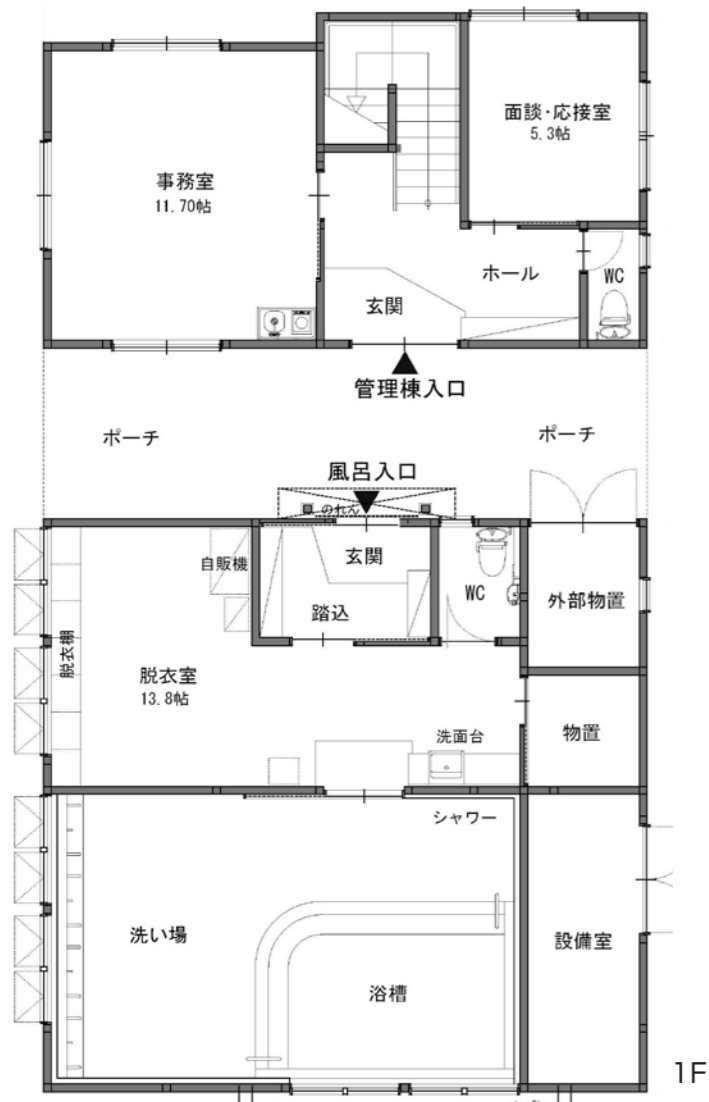 面談・応接室
5.3帖
事務室
11.70帖
ホール
WC
玄関
管理棟入口
ポーチ
ポーチ
風呂入口
のれん
自販機
玄関
WC
外部物置
踏込
脱衣棚
脱衣室
13.8帖
洗面台
物置
シャワー
洗い場
設備室
浴槽
1F